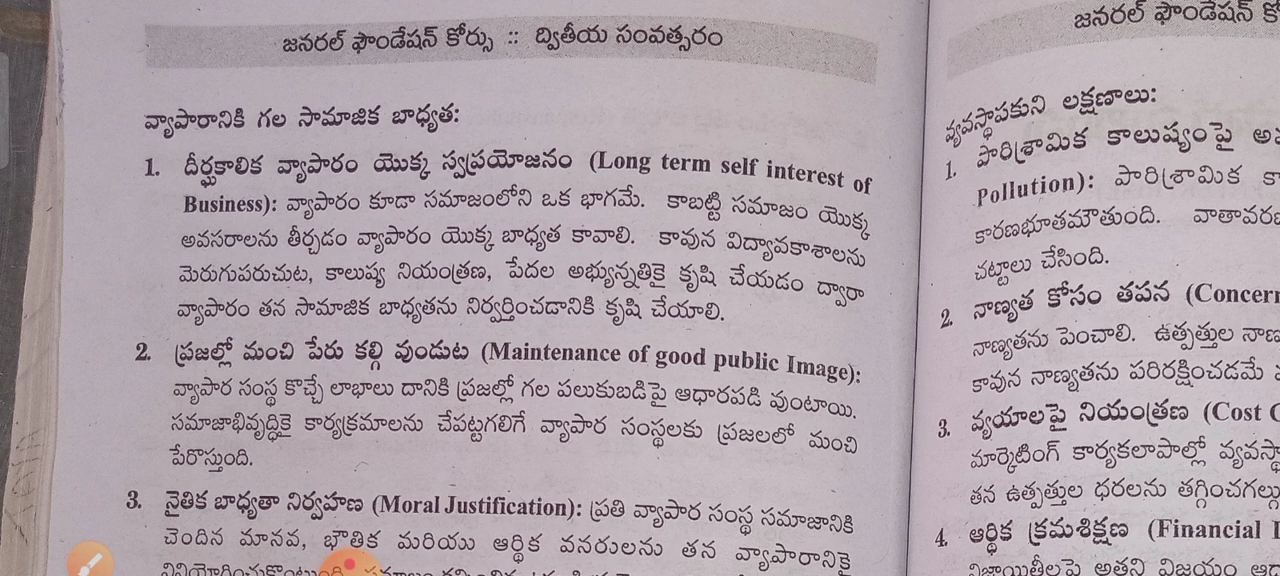 జనరల్ ఫౌండేషన్ కోర్సు :: ద్వితీయ సంవత్సరం
వ్యాపారానికి గల సామాజిక బాధ్యత:
1. దీర్ఘకాలిక వ్యాపారం యొక్క స్వప్రయోజనం (Long term self interest of
Business): వ్యాపారం కూడా సమాజంలోని ఒక భాగమే. కాబట్టి సమాజం యొక్క
అవసరాలను తీర్చడం వ్యాపారం యొక్క బాధ్యత కావాలి. కావున విద్యావకాశాలను
మెరుగుపరుచుట, కాలుష్య నియంత్రణ, పేదల అభ్యున్నతికై కృషి చేయడం ద్వారా
వ్యాపారం తన సామాజిక బాధ్యతను నిర్వర్తించడానికి కృషి చేయాలి.
2. ప్రజల్లో మంచి పేరు కల్గి వుండుట (Maintenance of good public Image):
వ్యాపార సంస్థ కొచ్చే లాభాలు దానికి ప్రజల్లో గల పలుకుబడిపై ఆధారపడి వుంటాయి.
సమాజాభివృద్ధికై కార్యక్రమాలను చేపట్టగలిగే వ్యాపార సంస్థలకు ప్రజలలో మంచి
పేరొస్తుంది.
3. నైతిక బాధ్యతా నిర్వహణ (Moral Justification): ప్రతి వ్యాపార సంస్థ సమాజానికి
చెందిన మానవ, భౌతిక మరియు ఆర్థిక వనరులను తన వ్యాపారానికై
జనరల్ ఫౌండేషన్
వ్యవస్థాపకుని లక్షణాలు:
1. పారిశ్రామిక కాలుష్యంపై
Pollution): పారిశ్రామిక
కారణభూతమౌతుంది.
చట్టాలు చేసింది.
2. నాణ్యత కోసం తపన
నాణ్యతను పెంచాలి. ఉత్పత్తుల
కావున నాణ్యతను పరిరక్షించడమే
3. వ్యయాలపై నియంత్రణ (Cost
మార్కెటింగ్ కార్యకలాపాల్లో
తన ఉత్పత్తుల ధరలను
4. ఆర్థిక క్రమశిక్షణ (Financial
నిజాయితీలపై అతని విజయం